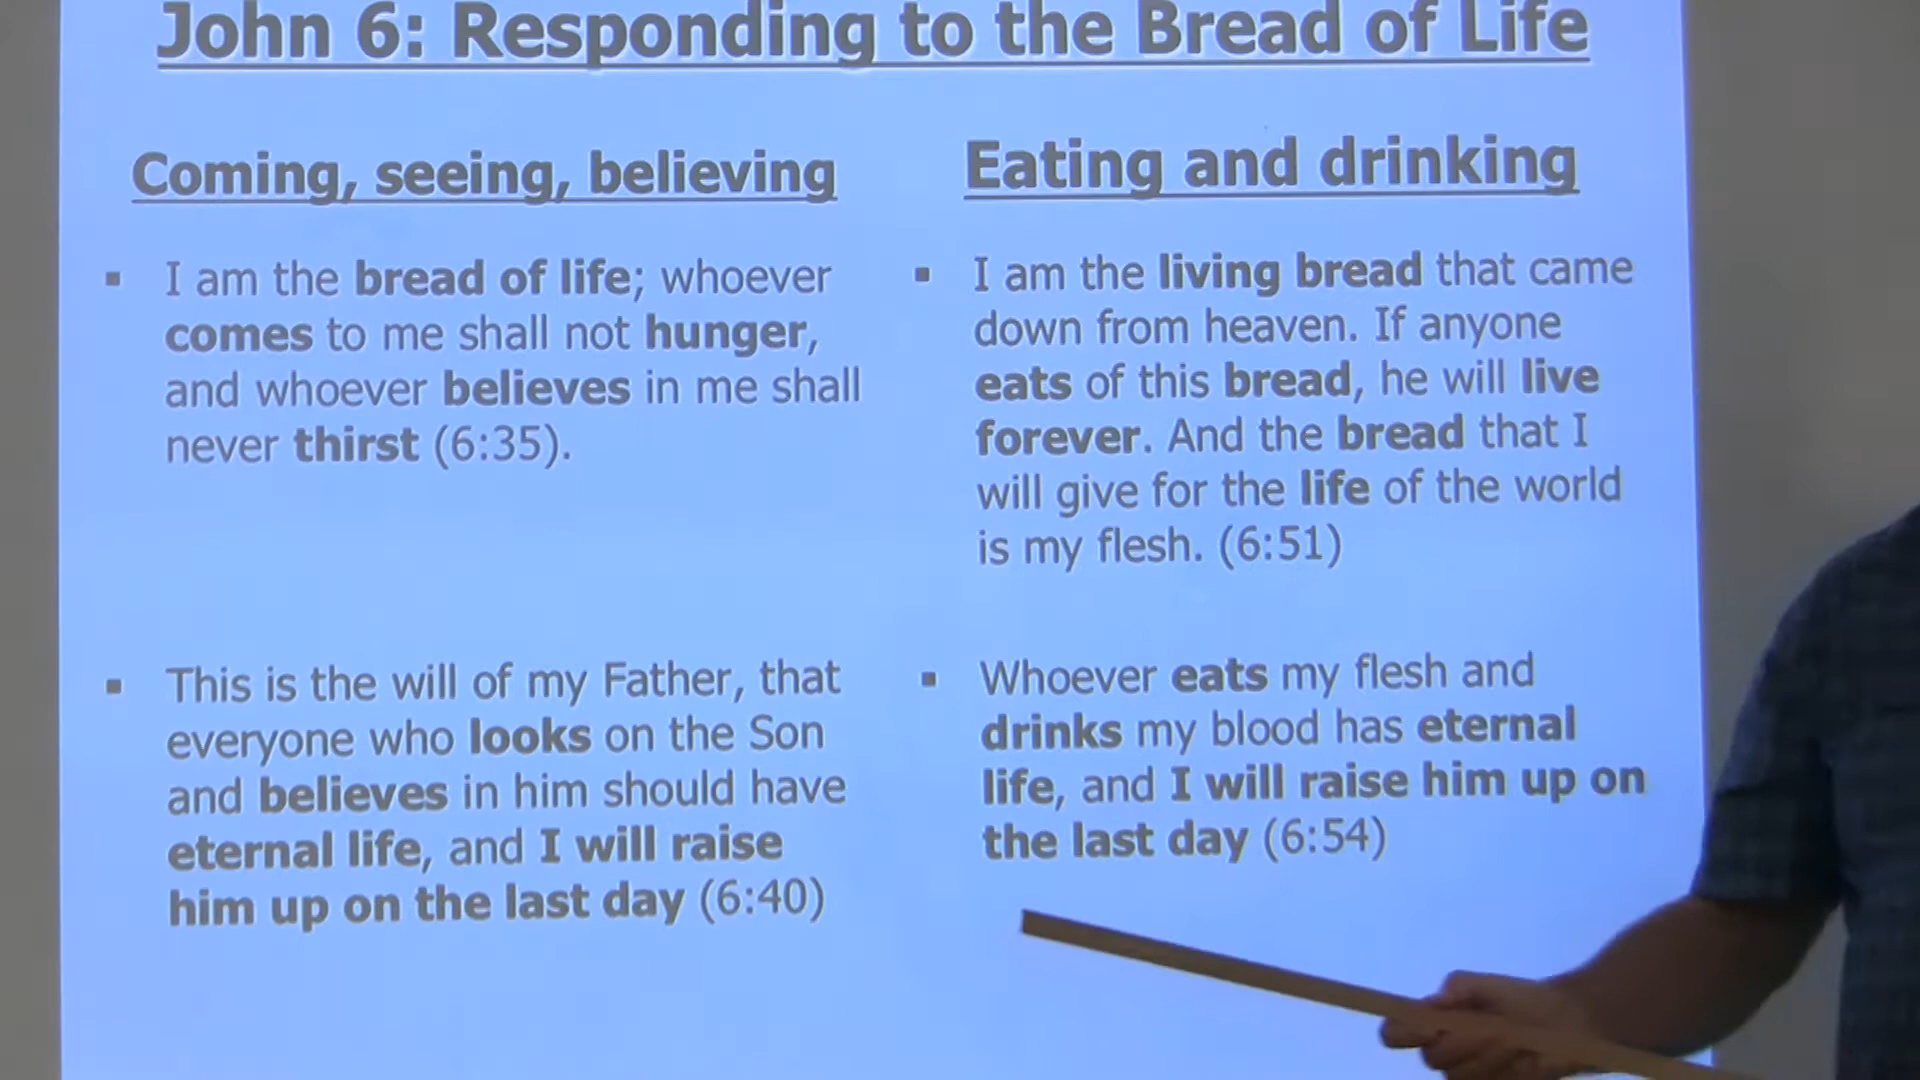 John 6: Responding to the Bread of Life
Coming, seeing, believing
▪ I am the bread of life; whoever
comes to me shall not hunger,
and whoever believes in me shall
never thirst (6:35).
▪ This is the will of my Father, that
everyone who looks on the Son
and believes in him should have
eternal life, and I will raise
him up on the last day (6:40)
Eating and drinking
▪ I am the living bread that came
down from heaven. If anyone
eats of this bread, he will live
forever. And the bread that I
will give for the life of the world
is my flesh. (6:51)
▪ Whoever eats my flesh and
drinks my blood has eternal
life, and I will raise him up on
the last day (6:54)